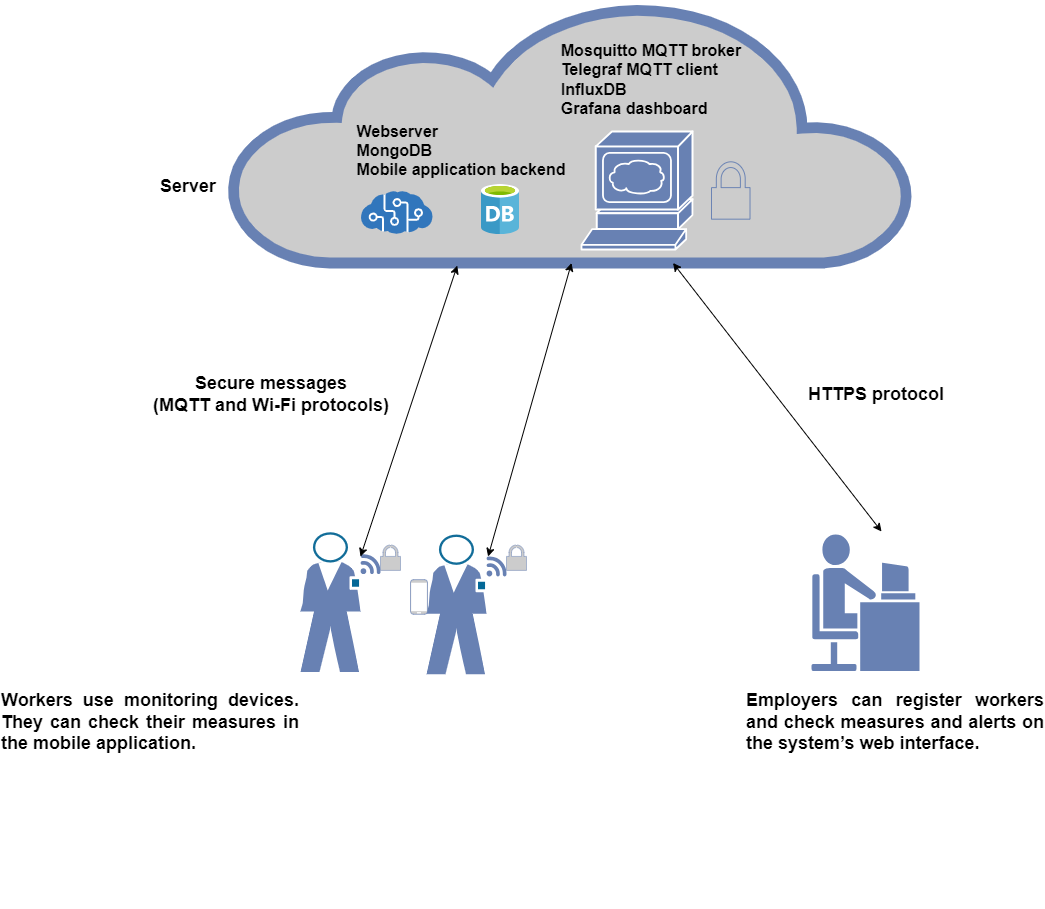 Mosquitto MQTT broker
Telegraf MQTT client
InfluxDB
Grafana dashboard
Webserver
MongoDB
Mobile application backend
Server
DB
Secure messages
(MQTT and Wi-Fi protocols)
HTTPS protocol
Workers use monitoring devices.
They can check their measures in
the mobile application.
Employers can register workers
and check measures and alerts on
the system’s web interface.